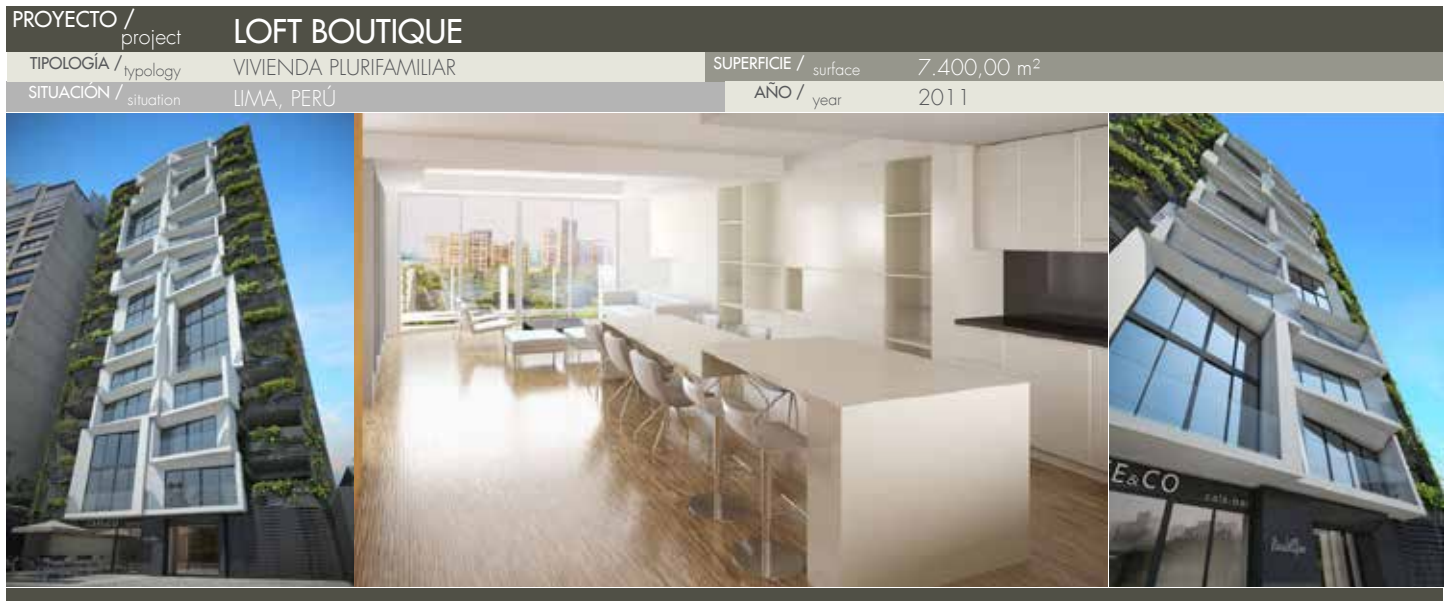 PROYECTO / project LOFT BOUTIQUE
TIPOLOGÍA / typology VIVIENDA PLURIFAMILIAR SUPERFICIE / surface 7.400,00 m²
SITUACIÓN / situation LIMA, PERÚ AÑO / year 2011
E&CO